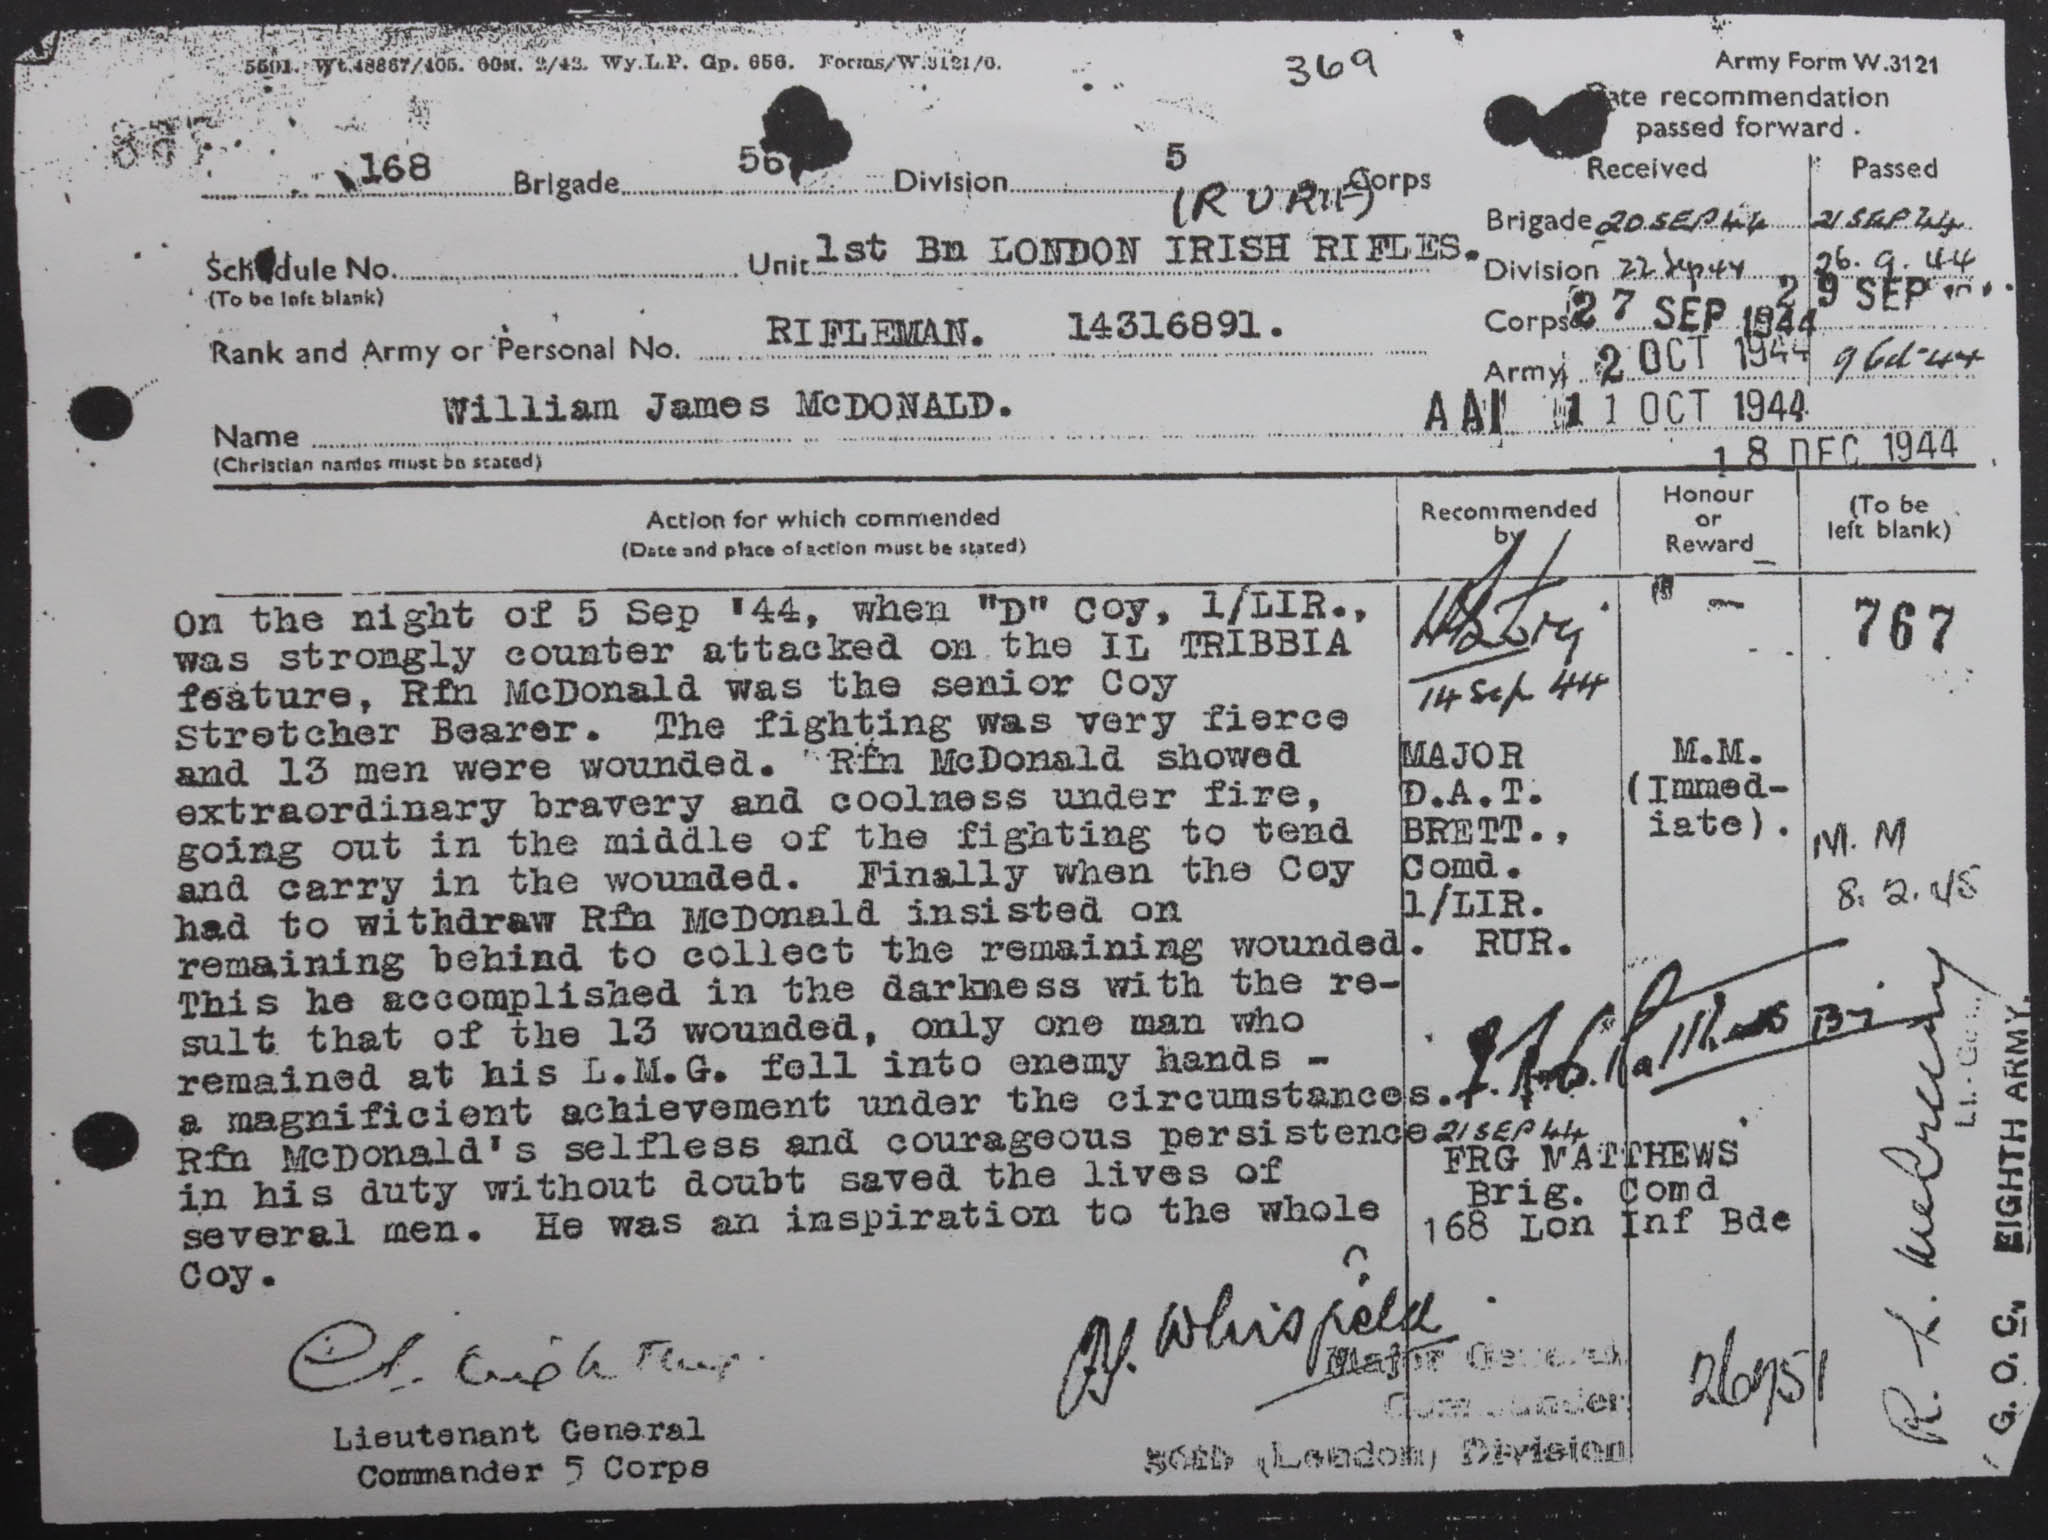 5501. Wt.48867/405. 60M. 2/43. Wy.L.P. Gp. 656. Forms/W.3121/6.
369
Army Form W.3121
Date recommendation
passed forward.
168 Brigade 56 Division 5 Corps
Received Passed
(RURIF)
Brigade 20 SEP 44 21 SEP 44
Schedule No. Unit 1st Bn LONDON IRISH RIFLES.
(To be left blank)
Division 22 Sep 44 26. 9. 44
Corps 27 SEP 1944 29 SEP
Rank and Army or Personal No. RIFLEMAN. 14316891.
Army 2 OCT 1944 9 Oct 44
Name William James McDONALD.
(Christian names must be stated)
AAI 11 OCT 1944
18 DEC 1944
Action for which commended
(Date and place of action must be stated)
Recommended
by
Honour
or
Reward
(To be
left blank)
On the night of 5 Sep '44, when "D" Coy, 1/LIR.,
was strongly counter attacked on the IL TRIBBIA
feature, Rfn McDonald was the senior Coy
Stretcher Bearer. The fighting was very fierce
and 13 men were wounded. Rfn McDonald showed
extraordinary bravery and coolness under fire,
going out in the middle of the fighting to tend
and carry in the wounded. Finally when the Coy
had to withdraw Rfn McDonald insisted on
remaining behind to collect the remaining wounded.
This he accomplished in the darkness with the re-
sult that of the 13 wounded, only one man who
remained at his L.M.G. fell into enemy hands -
a magnificient achievement under the circumstances.
Rfn McDonald's selfless and courageous persistence
in his duty without doubt saved the lives of
several men. He was an inspiration to the whole
Coy.
14 Sep 44
MAJOR
D.A.T.
BRETT.,
Comd.
1/LIR.
RUR.
21 SEP 44
FRG MATTHEWS
Brig. Comd
168 Lon Inf Bde
M.M.
(Immed-
iate).
767
M.M
8.2.45
Lieutenant General
Commander 5 Corps
Whitfield
Major General
Commander
56th (London) Division
26751
R. L. McCreery
Lt.-Gen.
G. O. C. EIGHTH ARMY.